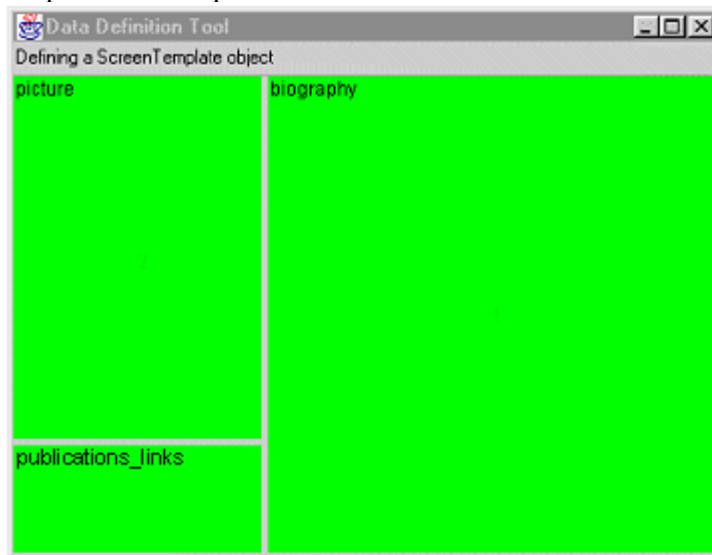 Data Definition Tool
Defining a ScreenTemplate object
picture
biography
publications_links